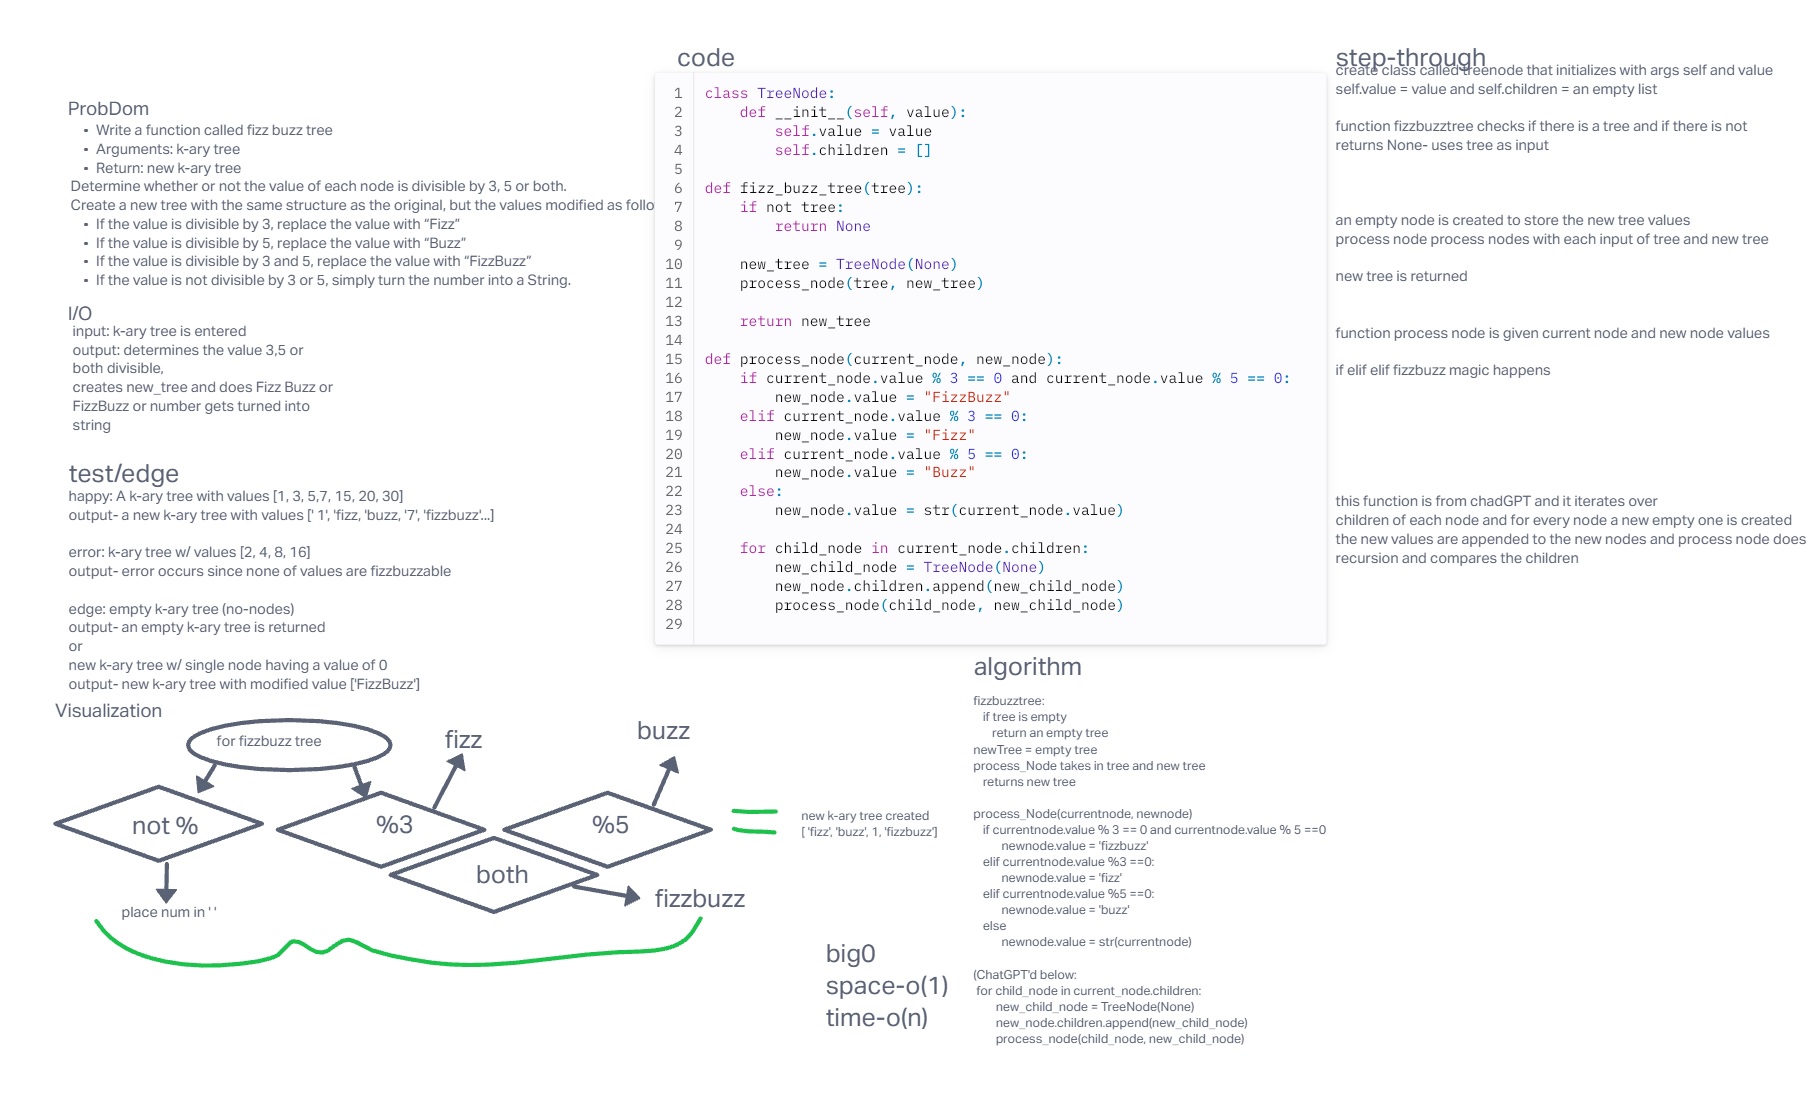 ProbDom
• Write a function called fizz buzz tree
• Arguments: k-ary tree
• Return: new k-ary tree
Determine whether or not the value of each node is divisible by 3, 5 or both.
Create a new tree with the same structure as the original, but the values modified as follo
• If the value is divisible by 3, replace the value with “Fizz”
• If the value is divisible by 5, replace the value with “Buzz”
• If the value is divisible by 3 and 5, replace the value with “FizzBuzz”
• If the value is not divisible by 3 or 5, simply turn the number into a String.
I/O
input: k-ary tree is entered
output: determines the value 3,5 or
both divisible,
creates new_tree and does Fizz Buzz or
FizzBuzz or number gets turned into
string
test/edge
happy: A k-ary tree with values [1, 3, 5,7, 15, 20, 30]
output- a new k-ary tree with values [' 1', 'fizz, 'buzz, '7', 'fizzbuzz'...]
error: k-ary tree w/ values [2, 4, 8, 16]
output- error occurs since none of values are fizzbuzzable
edge: empty k-ary tree (no-nodes)
output- an empty k-ary tree is returned
or
new k-ary tree w/ single node having a value of 0
output- new k-ary tree with modified value ['FizzBuzz']
code
1 class TreeNode:
2     def __init__(self, value):
3         self.value = value
4         self.children = []
5
6 def fizz_buzz_tree(tree):
7     if not tree:
8         return None
9
10     new_tree = TreeNode(None)
11     process_node(tree, new_tree)
12
13     return new_tree
14
15 def process_node(current_node, new_node):
16     if current_node.value % 3 == 0 and current_node.value % 5 == 0:
17         new_node.value = "FizzBuzz"
18     elif current_node.value % 3 == 0:
19         new_node.value = "Fizz"
20     elif current_node.value % 5 == 0:
21         new_node.value = "Buzz"
22     else:
23         new_node.value = str(current_node.value)
24
25     for child_node in current_node.children:
26         new_child_node = TreeNode(None)
27         new_node.children.append(new_child_node)
28         process_node(child_node, new_child_node)
29
step-through
create class called treenode that initializes with args self and value
self.value = value and self.children = an empty list
function fizzbuzztree checks if there is a tree and if there is not
returns None- uses tree as input
an empty node is created to store the new tree values
process node process nodes with each input of tree and new tree
new tree is returned
function process node is given current node and new node values
if elif elif fizzbuzz magic happens
this function is from chadGPT and it iterates over
children of each node and for every node a new empty one is created
the new values are appended to the new nodes and process node does
recursion and compares the children
Visualization
for fizzbuzz tree
fizz
buzz
not %
%3
%5
both
place num in ' '
fizzbuzz
new k-ary tree created
[ 'fizz', 'buzz', 1, 'fizzbuzz']
big0
space-o(1)
time-o(n)
algorithm
fizzbuzztree:
if tree is empty
return an empty tree
newTree = empty tree
process_Node takes in tree and new tree
returns new tree
process_Node(currentnode, newnode)
if currentnode.value % 3 == 0 and currentnode.value % 5 ==0
newnode.value = 'fizzbuzz'
elif currentnode.value %3 ==0:
newnode.value = 'fizz'
elif currentnode.value %5 ==0:
newnode.value = 'buzz'
else
newnode.value = str(currentnode)
(ChatGPT'd below:
for child_node in current_node.children:
new_child_node = TreeNode(None)
new_node.children.append(new_child_node)
process_node(child_node, new_child_node)